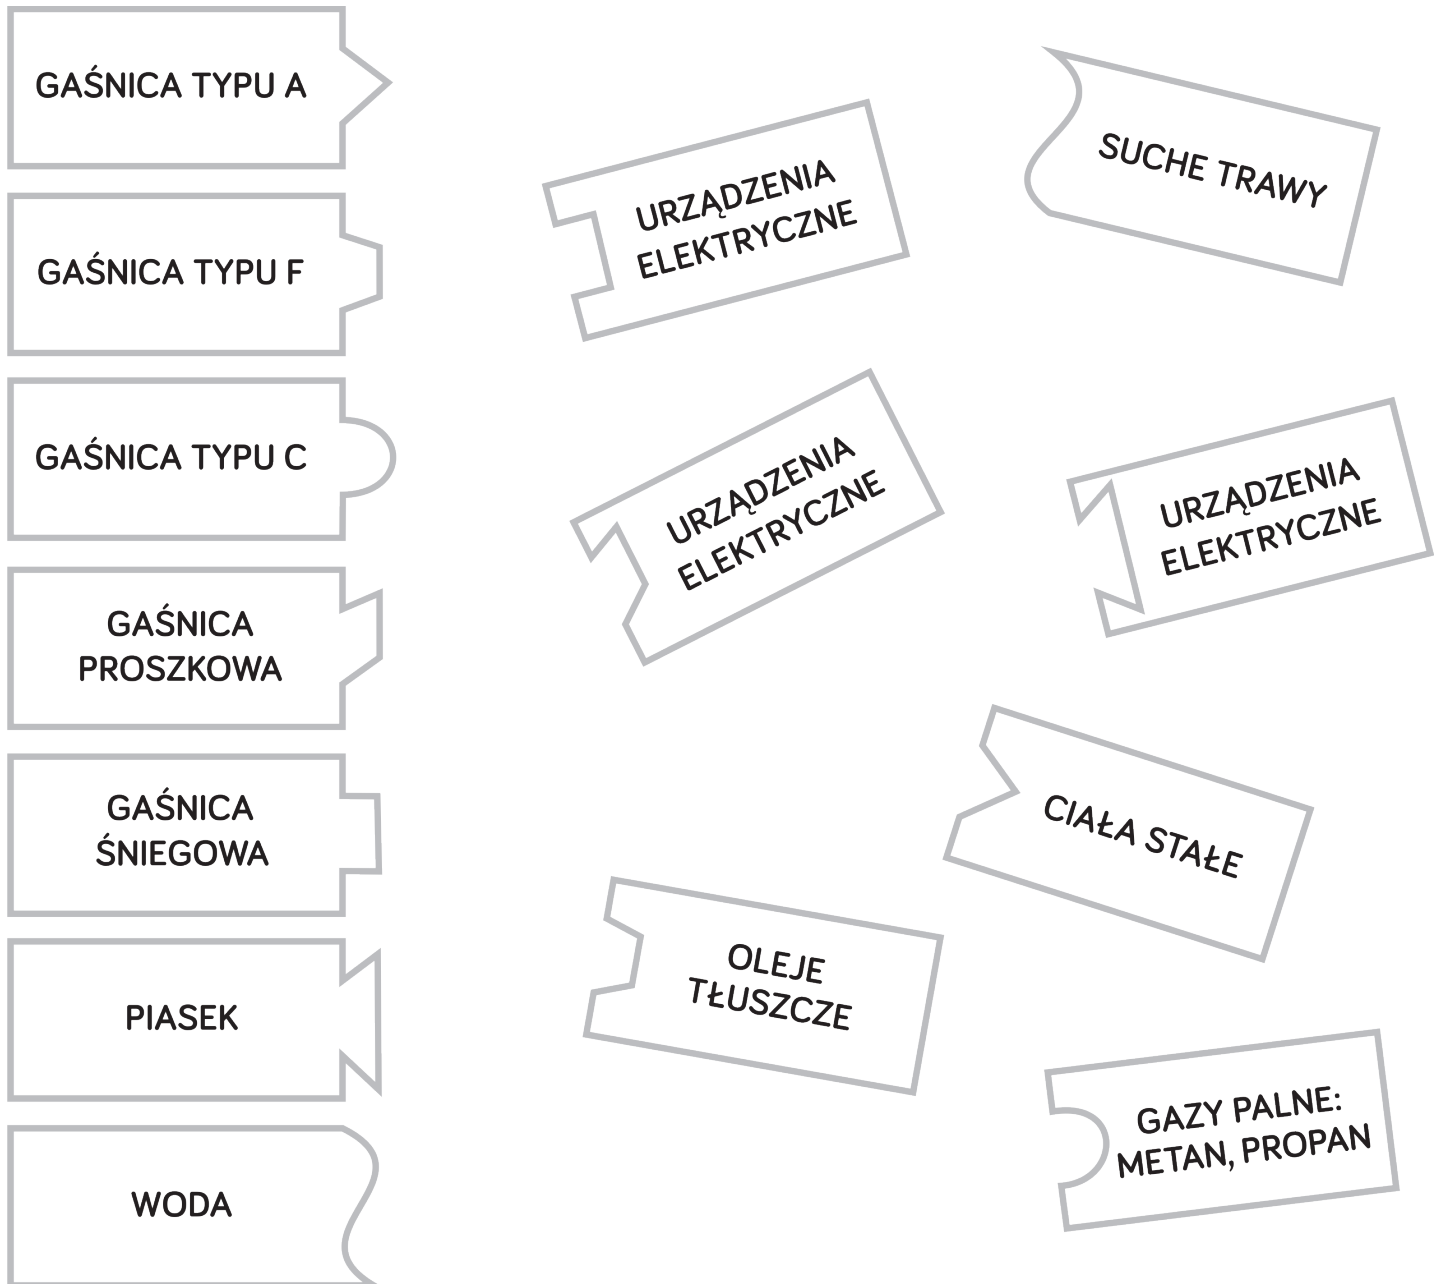 GAŚNICA TYPU A
GAŚNICA TYPU F
GAŚNICA TYPU C
GAŚNICA
PROSZKOWA
GAŚNICA
ŚNIEGOWA
PIASEK
WODA
URZĄDZENIA
ELEKTRYCZNE
SUCHE TRAWY
URZĄDZENIA
ELEKTRYCZNE
URZĄDZENIA
ELEKTRYCZNE
CIAŁA STAŁE
OLEJE
TŁUSZCZE
GAZY PALNE:
METAN, PROPAN